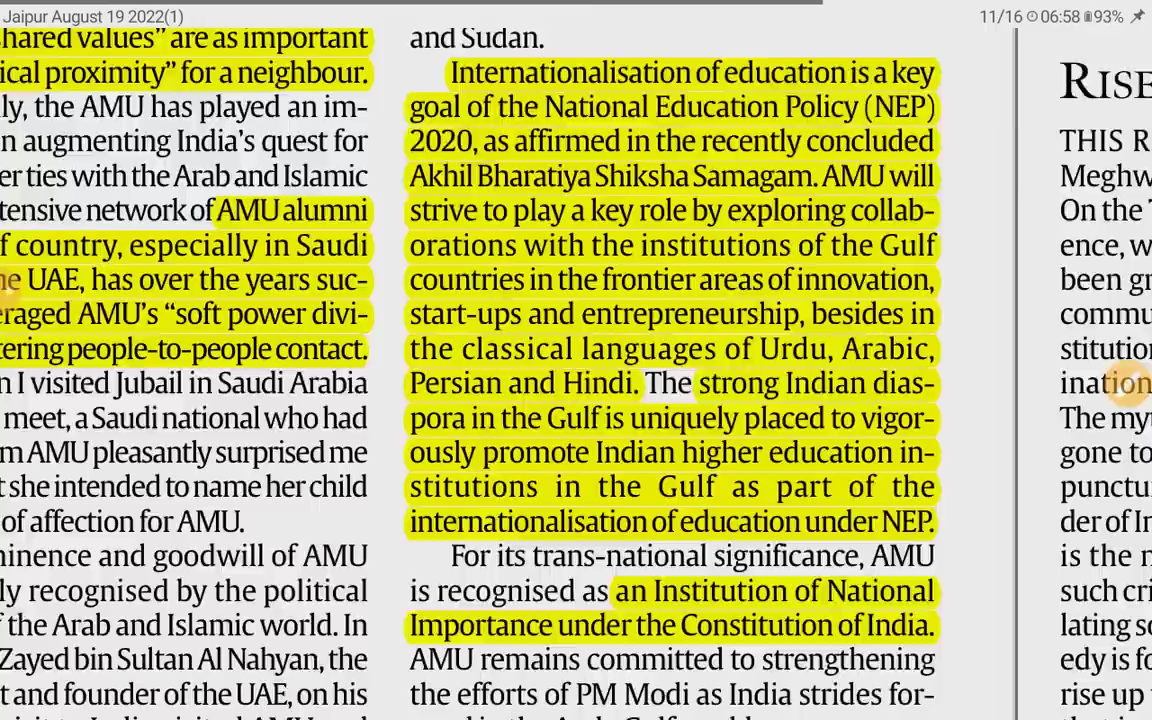 Jaipur August 19 2022(1)
11/16 06:58 93%
shared values” are as important
ical proximity” for a neighbour.
ly, the AMU has played an im-
n augmenting India’s quest for
er ties with the Arab and Islamic
tensive network of AMU alumni
f country, especially in Saudi
e UAE, has over the years suc-
eraged AMU’s “soft power divi-
tering people-to-people contact.
n I visited Jubail in Saudi Arabia
meet, a Saudi national who had
m AMU pleasantly surprised me
t she intended to name her child
of affection for AMU.
minence and goodwill of AMU
ly recognised by the political
f the Arab and Islamic world. In
Zayed bin Sultan Al Nahyan, the
t and founder of the UAE, on his
and Sudan.
Internationalisation of education is a key
goal of the National Education Policy (NEP)
2020, as affirmed in the recently concluded
Akhil Bharatiya Shiksha Samagam. AMU will
strive to play a key role by exploring collab-
orations with the institutions of the Gulf
countries in the frontier areas of innovation,
start-ups and entrepreneurship, besides in
the classical languages of Urdu, Arabic,
Persian and Hindi. The strong Indian dias-
pora in the Gulf is uniquely placed to vigor-
ously promote Indian higher education in-
stitutions in the Gulf as part of the
internationalisation of education under NEP.
For its trans-national significance, AMU
is recognised as an Institution of National
Importance under the Constitution of India.
AMU remains committed to strengthening
the efforts of PM Modi as India strides for-
RISE
THIS R
Meghw
On the
ence, w
been gr
commu
stitution
ination
The my
gone to
punctu
der of In
is the n
such cri
lating so
edy is fo
rise up